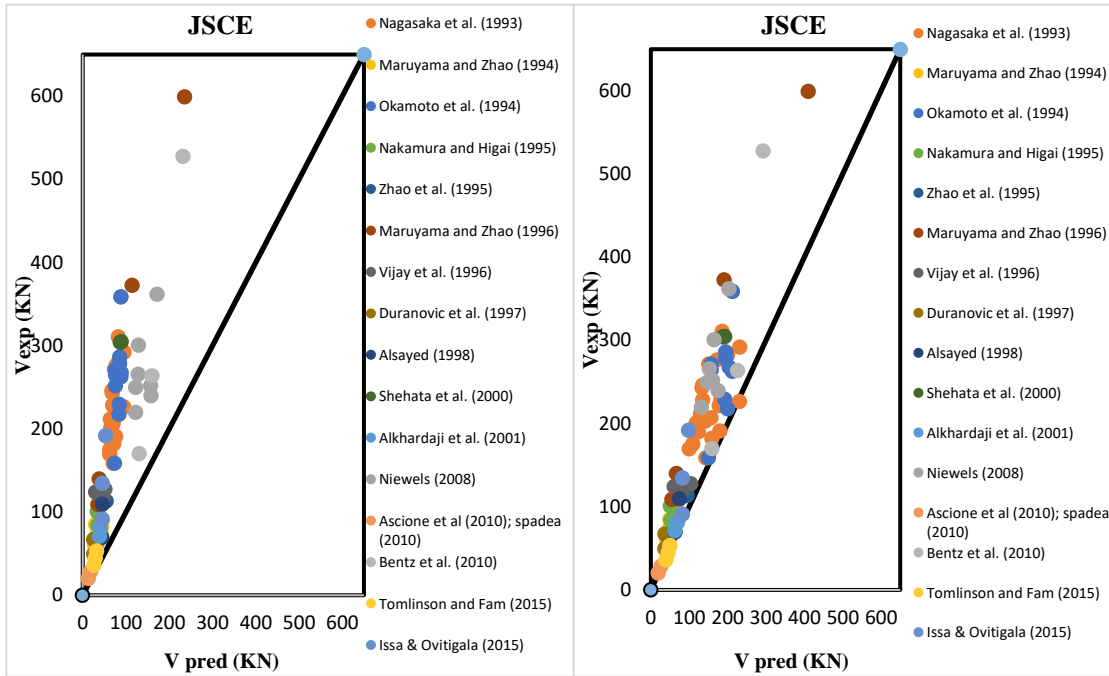 JSCE
Vexp (KN)
600
500
400
300
200
100
0
0 100 200 300 400 500 600
V pred (KN)
Nagasaka et al. (1993)
Maruyama and Zhao (1994)
Okamoto et al. (1994)
Nakamura and Higai (1995)
Zhao et al. (1995)
Maruyama and Zhao (1996)
Vijay et al. (1996)
Duranovic et al. (1997)
Alsayed (1998)
Shehata et al. (2000)
Alkhardaji et al. (2001)
Niewels (2008)
Ascione et al (2010); spadea
(2010)
Bentz et al. (2010)
Tomlinson and Fam (2015)
Issa & Ovitigala (2015)
JSCE
Vexp (KN)
600
500
400
300
200
100
0
0 100 200 300 400 500 600
V pred (KN)
Nagasaka et al. (1993)
Maruyama and Zhao (1994)
Okamoto et al. (1994)
Nakamura and Higai (1995)
Zhao et al. (1995)
Maruyama and Zhao (1996)
Vijay et al. (1996)
Duranovic et al. (1997)
Alsayed (1998)
Shehata et al. (2000)
Alkhardaji et al. (2001)
Niewels (2008)
Ascione et al (2010); spadea
(2010)
Bentz et al. (2010)
Tomlinson and Fam (2015)
Issa & Ovitigala (2015)